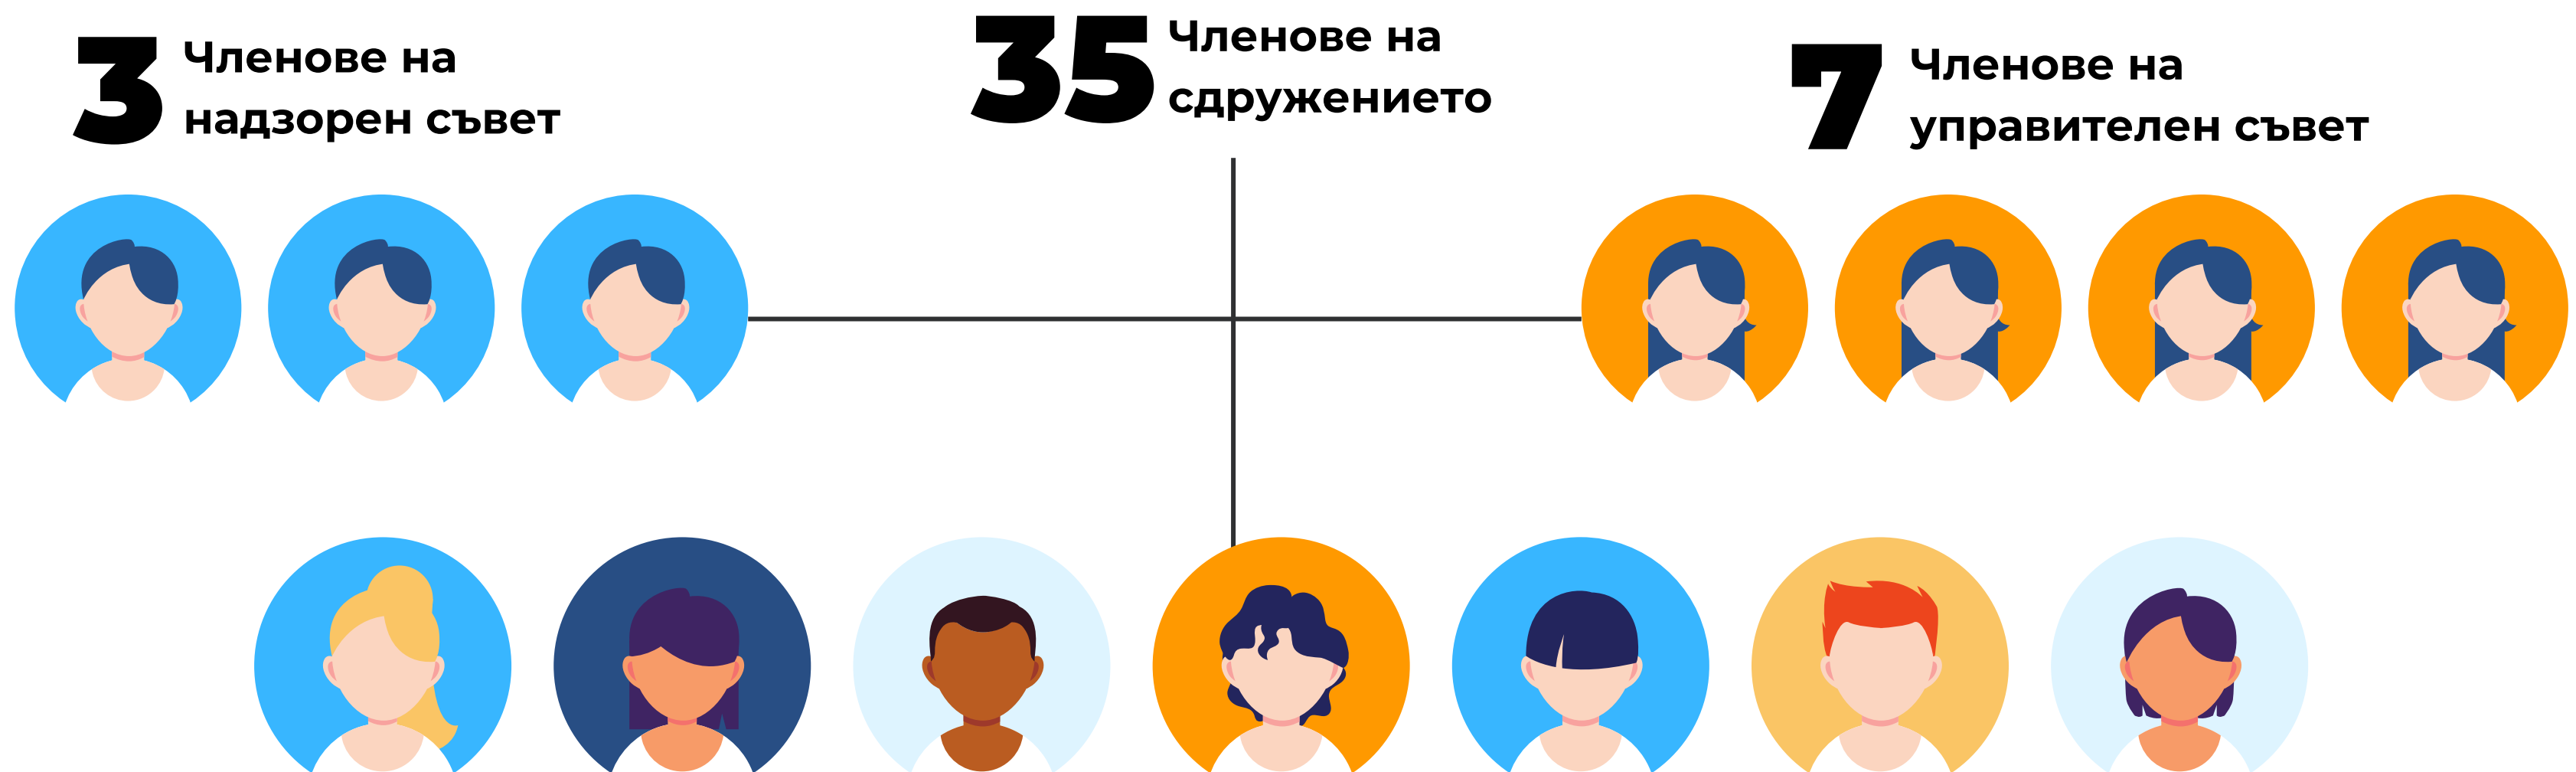 3 Членове на
надзорен съвет
35 Членове на
сдружението
7 Членове на
управителен съвет